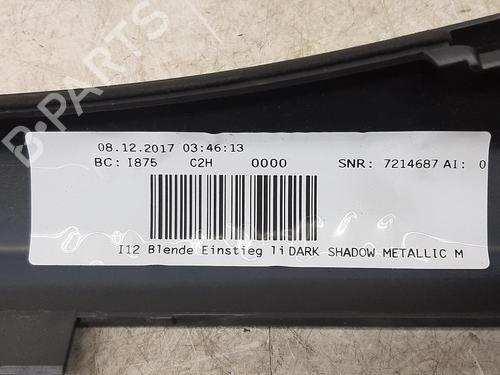 B-PARTS
08.12.2017 03:46:13
BC: I875 C2H 0000 SNR: 7214687 AI: 0
I12 Blende Einstieg li DARK SHADOW METALLIC M